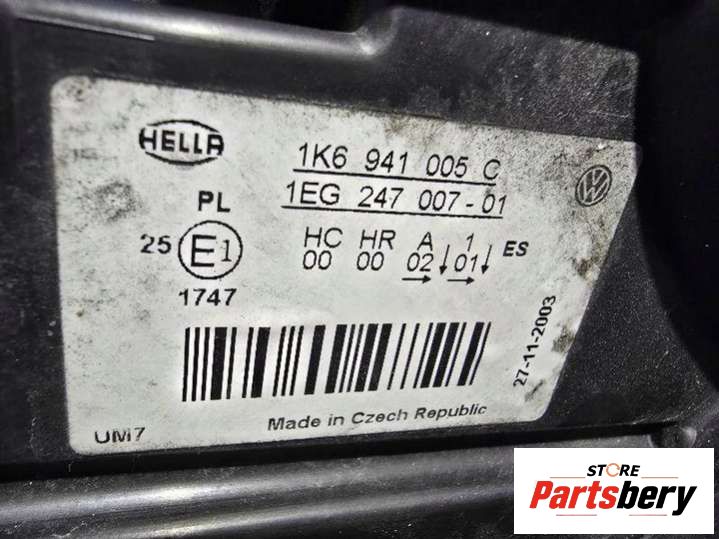 HELLA
1K6 941 005 C
1EG 247 007-01
PL
25 E1
1747
HC HR A 1 ES
00 00 02↓ 01↓
→ →
27-11-2003
Made in Czech Republic
UM7
STORE
Partsbery